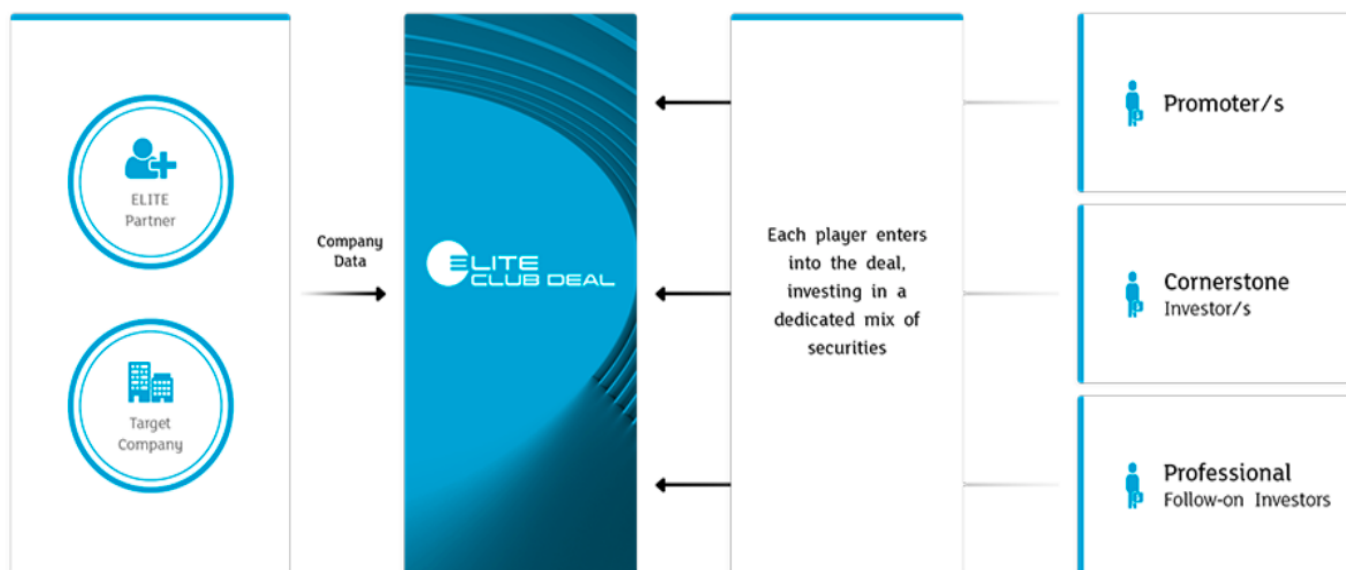 ELITE
Partner
Target
Company
Company
Data
ELITE
CLUB DEAL
Each player enters
into the deal,
investing in a
dedicated mix of
securities
Promoter/s
Cornerstone
Investor/s
Professional
Follow-on Investors